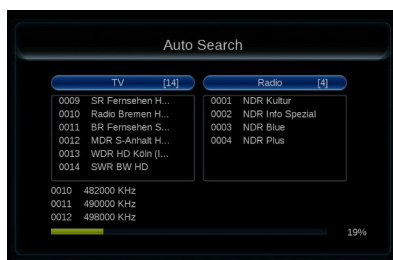 Auto Search
TV [14]
0009 SR Fernsehen H...
0010 Radio Bremen H...
0011 BR Fernsehen S...
0012 MDR S-Anhalt H...
0013 WDR HD Köln (I...
0014 SWR BW HD
Radio [4]
0001 NDR Kultur
0002 NDR Info Spezial
0003 NDR Blue
0004 NDR Plus
0010 482000 KHz
0011 490000 KHz
0012 498000 KHz
19%